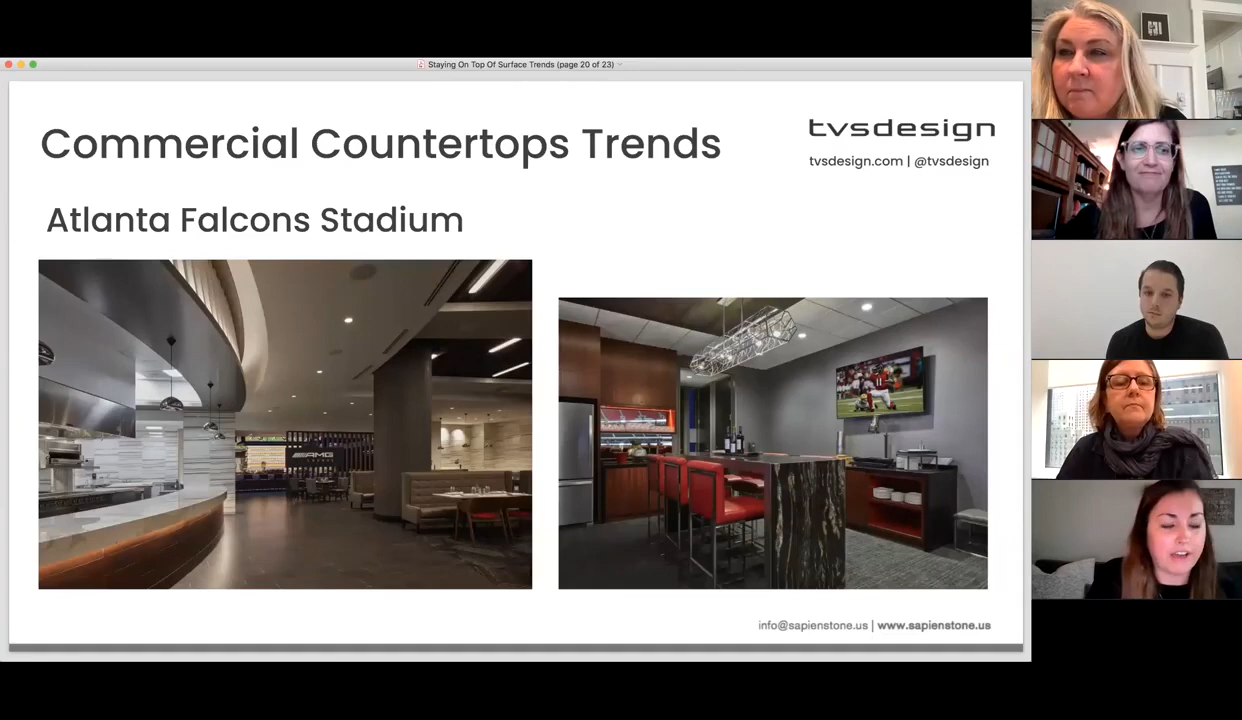 Staying On Top Of Surface Trends (page 20 of 23)
Commercial Countertops Trends
tvsdesign
tvsdesign.com | @tvsdesign
Atlanta Falcons Stadium
AMG
info@sapienstone.us | www.sapienstone.us